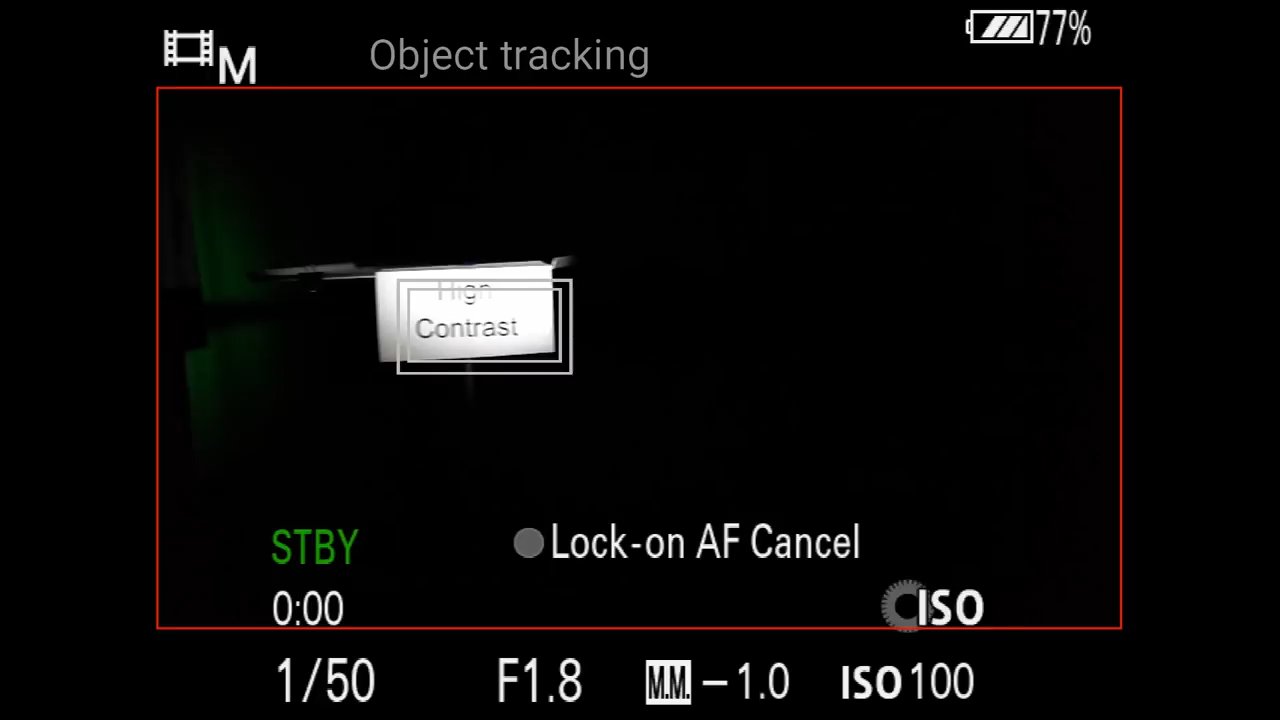 M
Object tracking
77%
High
Contrast
STBY
Lock-on AF Cancel
0:00
ISO
1/50
F1.8
M.M. -1.0
ISO 100